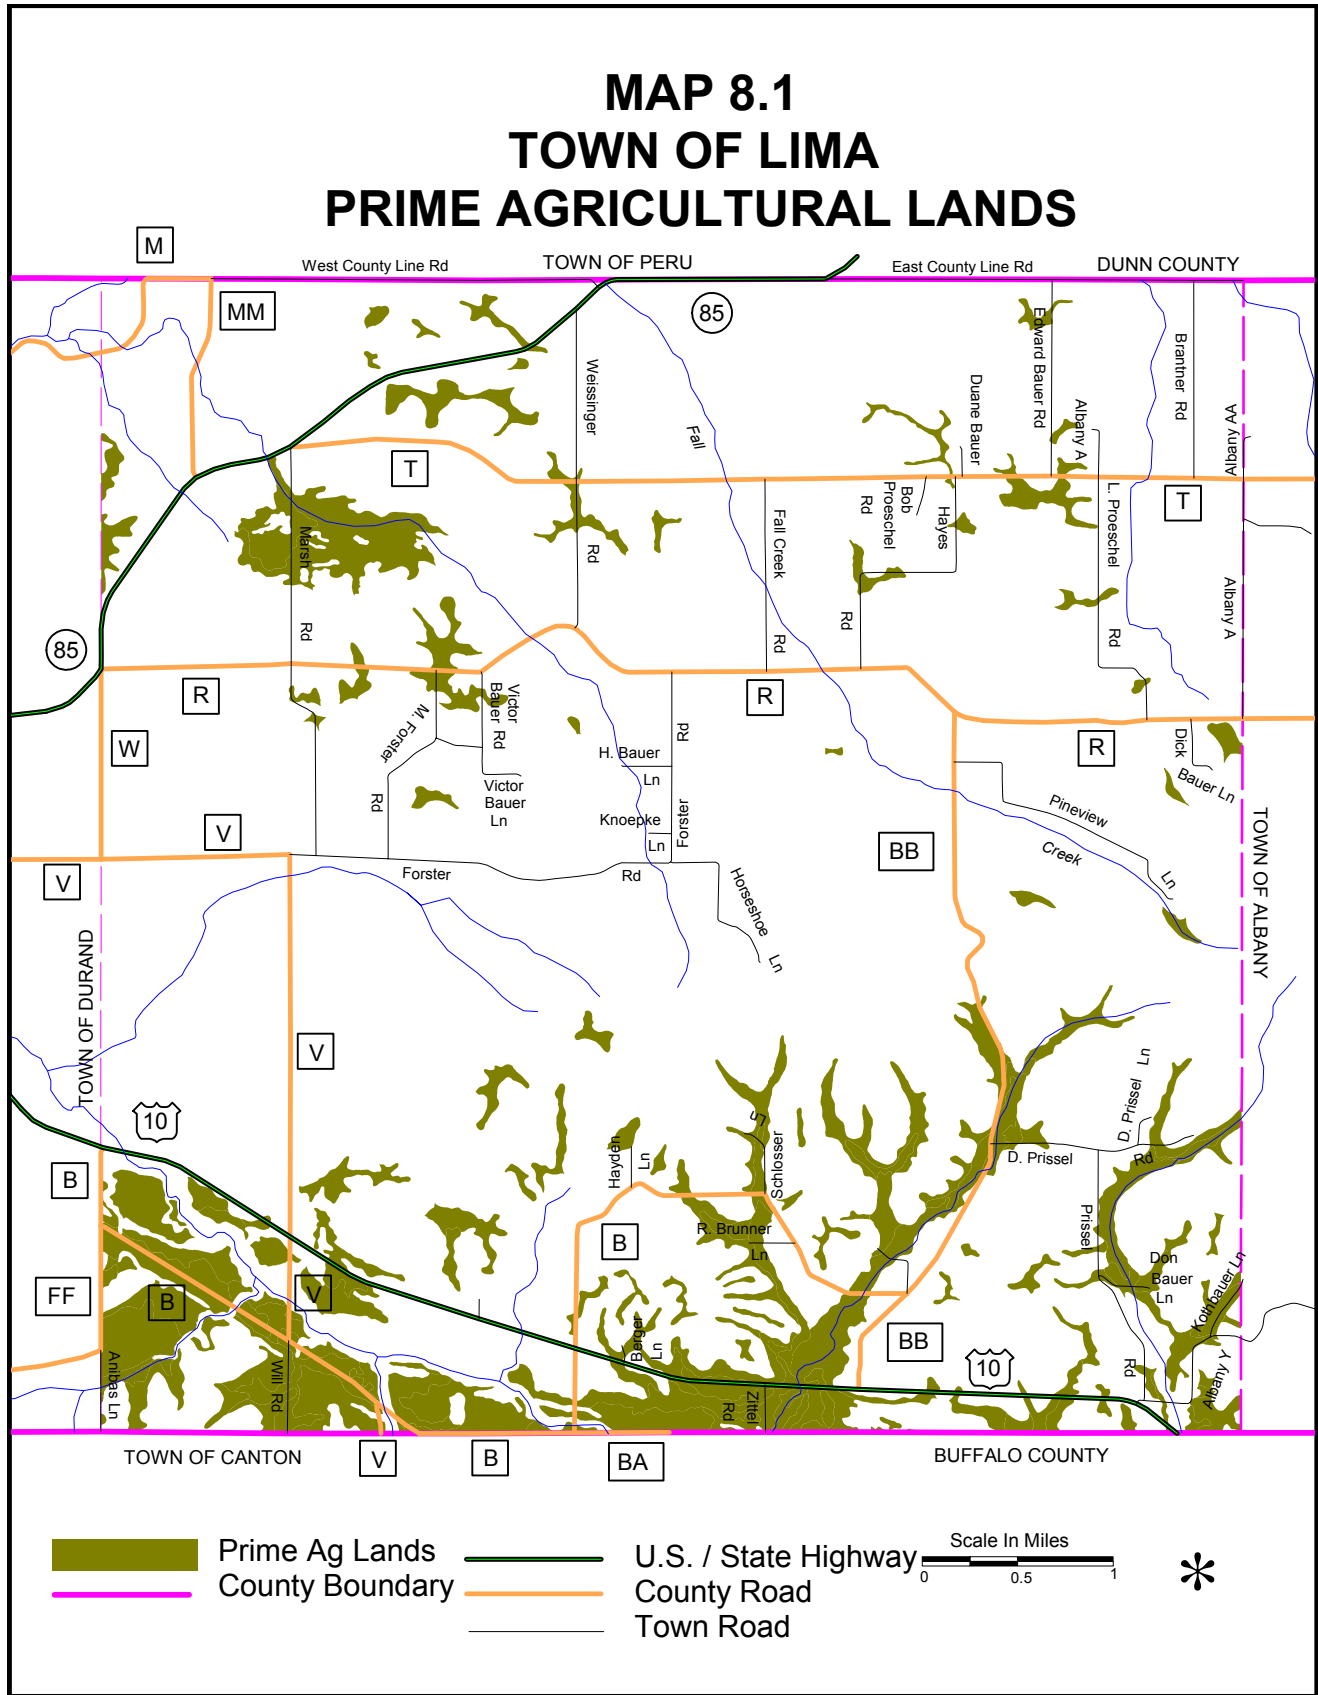 MAP 8.1
TOWN OF LIMA
PRIME AGRICULTURAL LANDS
M
West County Line Rd
TOWN OF PERU
East County Line Rd
DUNN COUNTY
MM
85
Weissinger
Rd
Fall
Duane Bauer
Edward Bauer Rd
Albany A
Brantner Rd
Albany AA
T
T
Marsh
Rd
Fall Creek
Rd
Bob
Proeschel
Rd
Hayes
Rd
L. Proeschel
Rd
Albany A
85
R
R
R
W
M. Forster
Rd
Victor
Bauer Rd
Victor
Bauer
Ln
H. Bauer
Ln
Rd
Forster
Knoepke
Ln
Dick
Bauer Ln
Pineview
Ln
Creek
V
V
BB
Forster
Rd
Horseshoe
Ln
TOWN OF ALBANY
TOWN OF DURAND
V
10
Ln
Schlosser
Hayden
Ln
D. Prissel
Ln
D. Prissel
Rd
B
R. Brunner
Ln
B
Prissel
Rd
Don
Bauer
Ln
Kothbauer Ln
FF
B
V
Berger
Ln
BB
10
Anibas Ln
Will
Rd
Zittel
Rd
Albany Y
TOWN OF CANTON
V
B
BA
BUFFALO COUNTY
Prime Ag Lands
County Boundary
U.S. / State Highway
County Road
Town Road
Scale In Miles
0
0.5
1